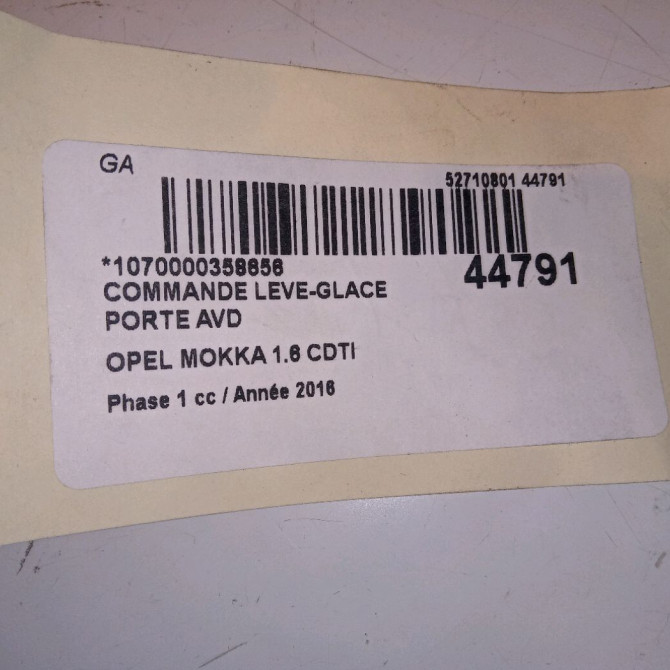 GA
52710801 44791
*1070000358656
44791
COMMANDE LEVE-GLACE
PORTE AVD
OPEL MOKKA 1.6 CDTI
Phase 1 cc / Année 2016